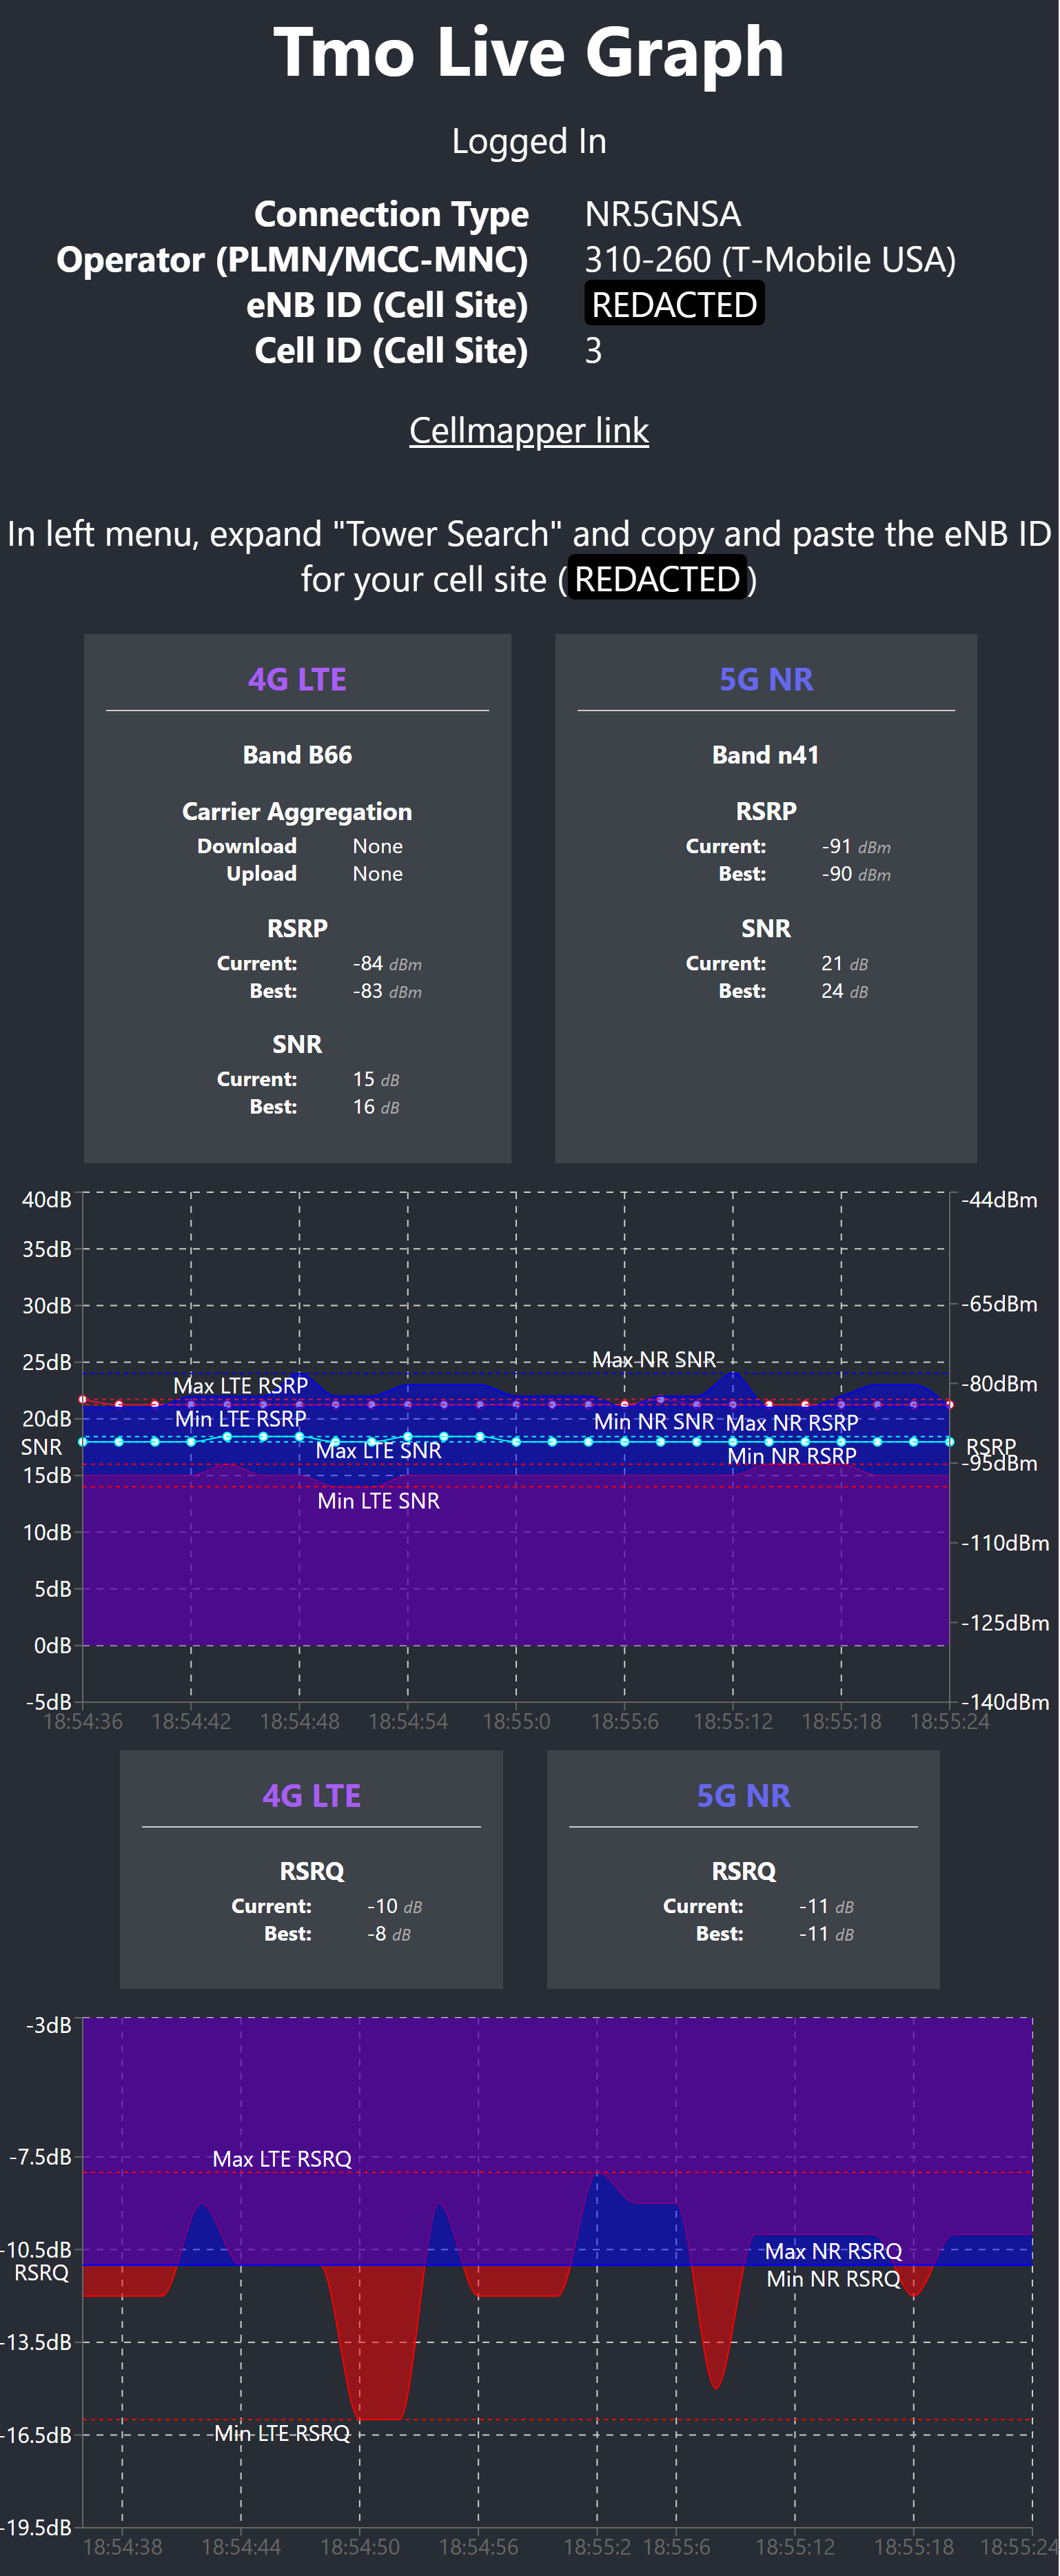 Tmo Live Graph
Logged In
Connection Type NR5GNSA
Operator (PLMN/MCC-MNC) 310-260 (T-Mobile USA)
eNB ID (Cell Site) REDACTED
Cell ID (Cell Site) 3
Cellmapper link
In left menu, expand "Tower Search" and copy and paste the eNB ID
for your cell site (REDACTED)
4G LTE
Band B66
Carrier Aggregation
Download None
Upload None
RSRP
Current: -84 dBm
Best: -83 dBm
SNR
Current: 15 dB
Best: 16 dB
5G NR
Band n41
RSRP
Current: -91 dBm
Best: -90 dBm
SNR
Current: 21 dB
Best: 24 dB
40dB
35dB
30dB
25dB
20dB
SNR
15dB
10dB
5dB
0dB
-5dB
Max NR SNR
Max LTE RSRP
Min LTE RSRP
Min NR SNR
Max NR RSRP
Max LTE SNR
Min NR RSRP
Min LTE SNR
-44dBm
-65dBm
-80dBm
RSRP
-95dBm
-110dBm
-125dBm
-140dBm
18:54:36 18:54:42 18:54:48 18:54:54 18:55:0 18:55:6 18:55:12 18:55:18 18:55:24
4G LTE
RSRQ
Current: -10 dB
Best: -8 dB
5G NR
RSRQ
Current: -11 dB
Best: -11 dB
-3dB
-7.5dB
-10.5dB
RSRQ
-13.5dB
-16.5dB
-19.5dB
Max LTE RSRQ
Max NR RSRQ
Min NR RSRQ
Min LTE RSRQ
18:54:38 18:54:44 18:54:50 18:54:56 18:55:2 18:55:6 18:55:12 18:55:18 18:55:24